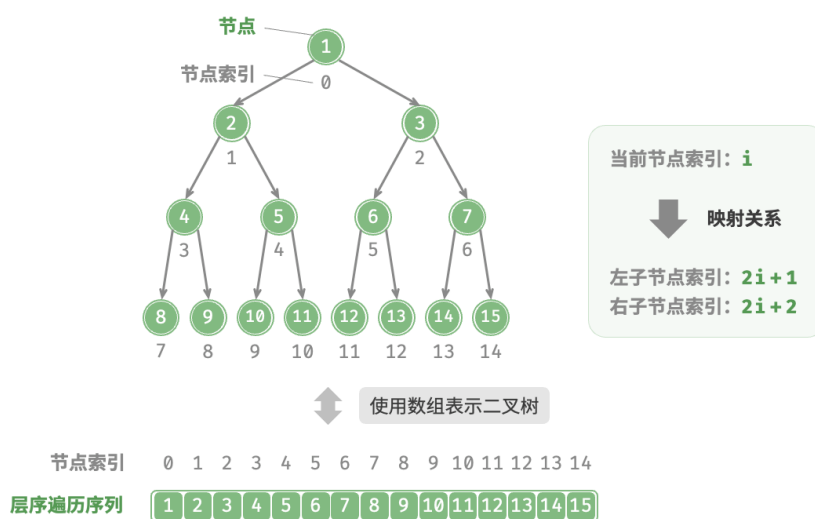 节点
1
节点索引
0
2 3
1 2
当前节点索引：i
4 5 6 7
映射关系
3 4 5 6
左子节点索引：2i+1
右子节点索引：2i+2
8 9 10 11 12 13 14 15
7 8 9 10 11 12 13 14
使用数组表示二叉树
节点索引 0 1 2 3 4 5 6 7 8 9 10 11 12 13 14
层序遍历序列 1 2 3 4 5 6 7 8 9 10 11 12 13 14 15